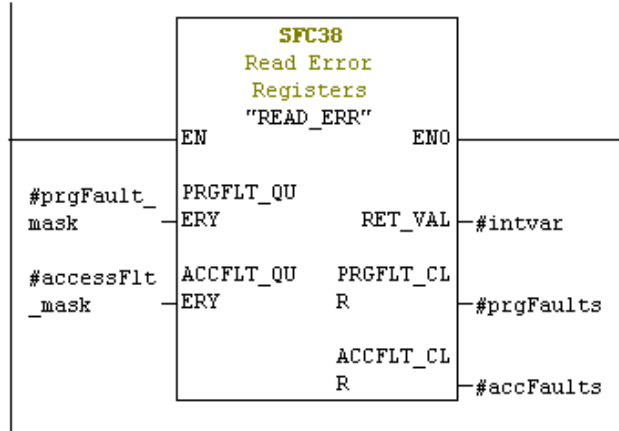 SFC38
Read Error
Registers
"READ_ERR"
EN ENO
#prgFault_ PRGFLT_QU
mask ERY RET_VAL #intvar
#accessFlt ACCFLT_QU PRGFLT_CL
_mask ERY R #prgFaults
ACCFLT_CL
R #accFaults